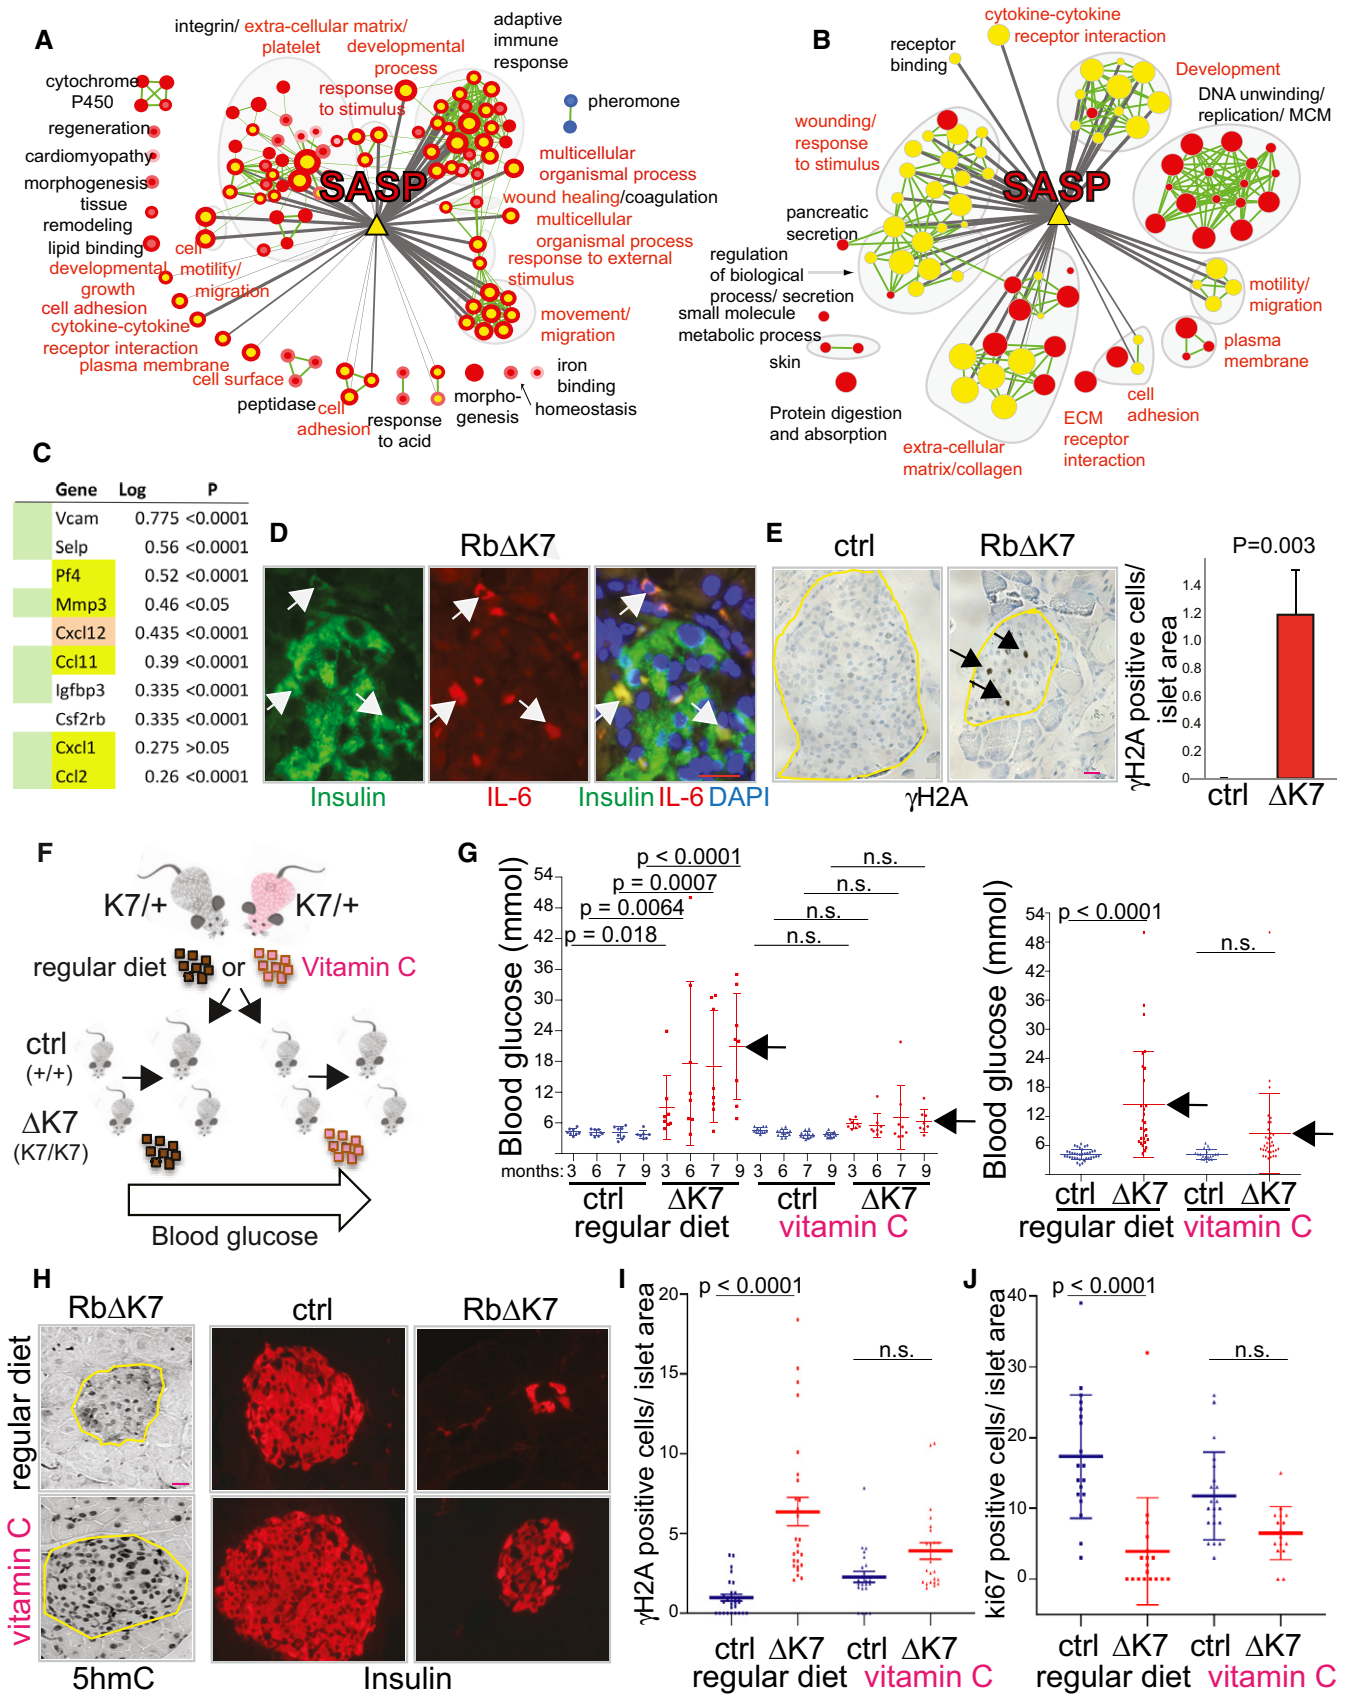 A
integrin/ extra-cellular matrix/
platelet
developmental
process
adaptive
immune
response
cytochrome
P450
response
to stimulus
pheromone
regeneration
cardiomyopathy
morphogenesis
tissue
remodeling
lipid binding
developmental
growth
cell adhesion
cytokine-cytokine
receptor interaction
plasma membrane
cell
motility/
migration
SASP
multicellular
organismal process
wound healing/coagulation
multicellular
organismal process
response to external
stimulus
movement/
migration
cell surface
peptidase
cell
adhesion
response
to acid
morpho-
genesis
iron
binding
homeostasis
B
cytokine-cytokine
receptor interaction
receptor
binding
Development
DNA unwinding/
replication/ MCM
wounding/
response
to stimulus
SASP
pancreatic
secretion
regulation
of biological
process/ secretion
small molecule
metabolic process
skin
Protein digestion
and absorption
motility/
migration
plasma
membrane
cell
adhesion
ECM
receptor
interaction
extra-cellular
matrix/collagen
C
Gene Log P
Vcam 0.775 <0.0001
Selp 0.56 <0.0001
Pf4 0.52 <0.0001
Mmp3 0.46 <0.05
Cxcl12 0.435 <0.0001
Ccl11 0.39 <0.0001
Igfbp3 0.335 <0.0001
Csf2rb 0.335 <0.0001
Cxcl1 0.275 >0.05
Ccl2 0.26 <0.0001
D
RbΔK7
Insulin
IL-6
Insulin IL-6 DAPI
E
ctrl
RbΔK7
γH2A
P=0.003
γH2A positive cells/
islet area
1.4
1.2
1.0
0.8
0.6
0.4
0.2
0
ctrl ΔK7
F
K7/+ K7/+
regular diet or Vitamin C
ctrl
(+/+)
ΔK7
(K7/K7)
Blood glucose
G
Blood glucose (mmol)
54
48
42
36
30
24
18
12
6
p < 0.0001
p = 0.0007
p = 0.0064
p = 0.018
n.s.
n.s.
n.s.
n.s.
months: 3 6 7 9 3 6 7 9 3 6 7 9 3 6 7 9
ctrl ΔK7 ctrl ΔK7
regular diet vitamin C
Blood glucose (mmol)
54
48
42
36
30
24
18
12
6
p < 0.0001
n.s.
ctrl ΔK7 ctrl ΔK7
regular diet vitamin C
H
RbΔK7 ctrl RbΔK7
regular diet
vitamin C
5hmC Insulin
I
γH2A positive cells/ islet area
20
15
10
5
0
p < 0.0001
n.s.
ctrl ΔK7 ctrl ΔK7
regular diet vitamin C
J
ki67 positive cells/ islet area
40
30
20
10
0
p < 0.0001
n.s.
ctrl ΔK7 ctrl ΔK7
regular diet vitamin C